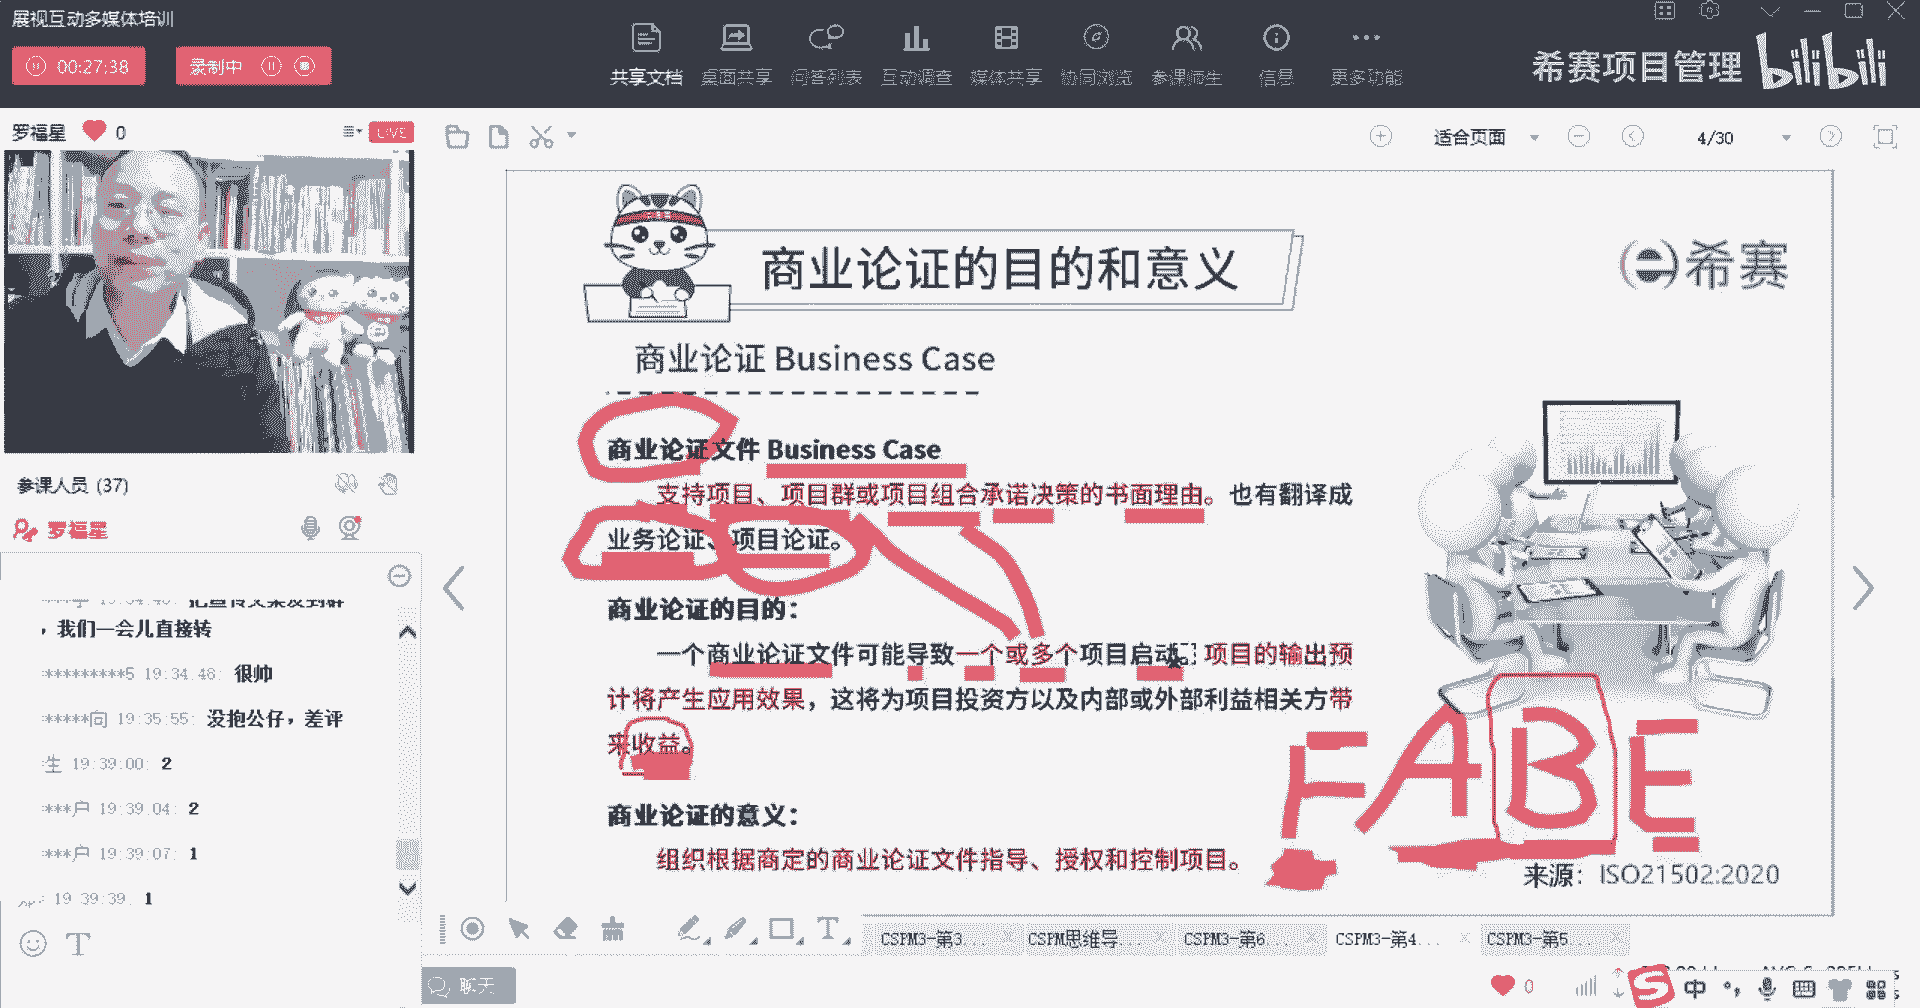 展视互动多媒体培训
00:27:38
录制中
共享文档 桌面共享 问答列表 互动调查 媒体共享 协同浏览 参课师生 信息 更多功能
希赛项目管理 bilibili
罗福星 0
LIVE
适合页面
4/30
商业论证的目的和意义
希赛
商业论证 Business Case
商业论证文件 Business Case
支持项目、项目群或项目组合承诺决策的书面理由。也有翻译成
业务论证、项目论证。
商业论证的目的：
一个商业论证文件可能导致一个或多个项目启动。项目的输出预
计将产生应用效果，这将为项目投资方以及内部或外部利益相关方带
来收益。
FABE
商业论证的意义：
组织根据商定的商业论证文件指导、授权和控制项目。
来源：ISO21502:2020
参课人员 (37)
罗福星
，我们一会儿直接转
*********5 19:34:48: 很帅
*****向 19:35:55: 没抱公仔，差评
生 19:39:00: 2
***户 19:39:04: 2
***户 19:39:07: 1
19:39:39: 1
T
T
CSPM3-第3... CSPM思维导... CSPM3-第6... CSPM3-第4... CSPM3-第5...
聊天
0
S 中